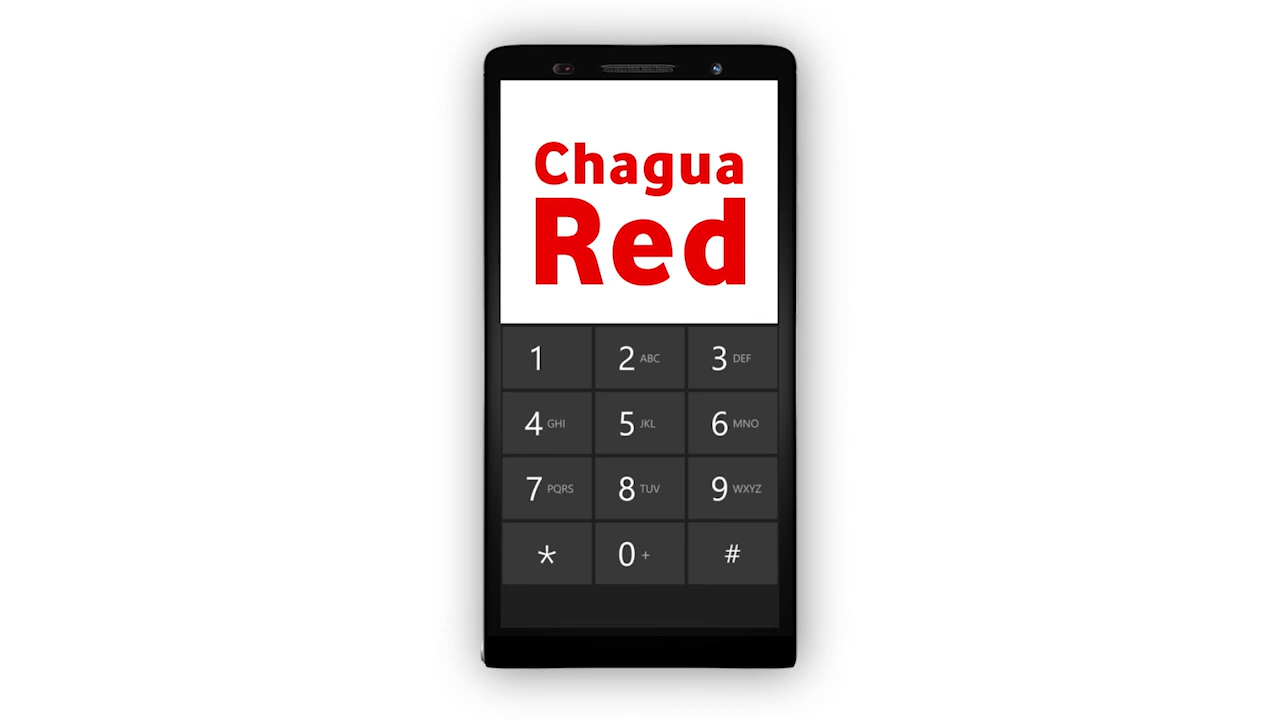 Chagua
Red
1 2 ABC 3 DEF
4 GHI 5 JKL 6 MNO
7 PQRS 8 TUV 9 WXYZ
* 0 + #